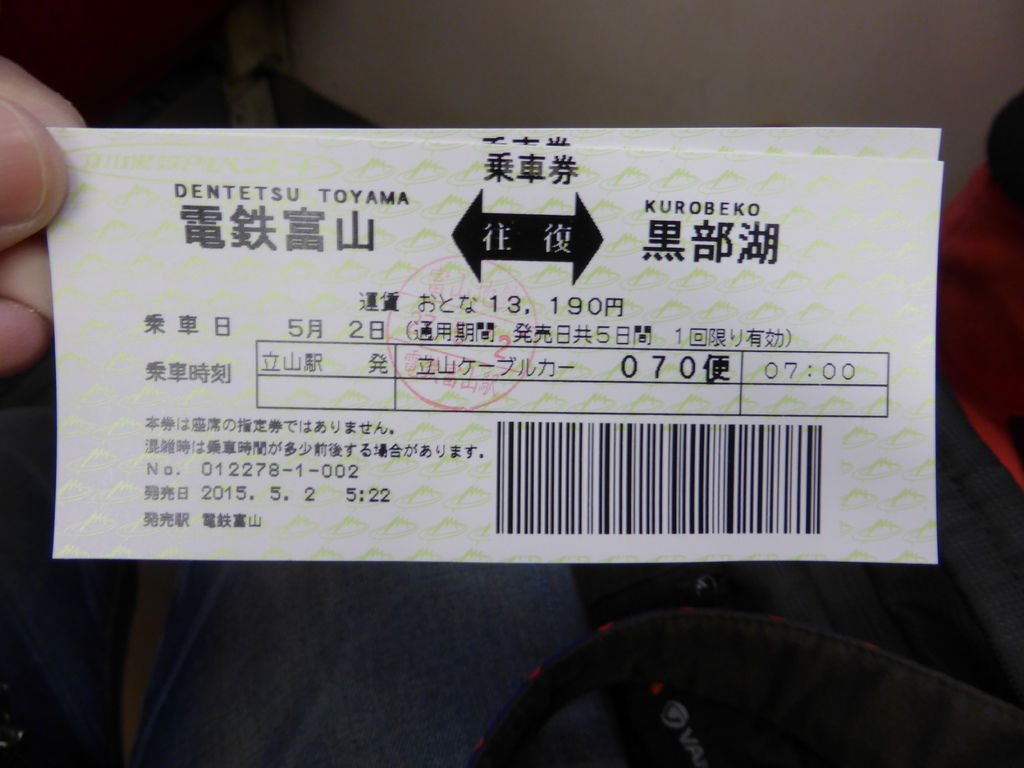 乗車券
DENTETSU TOYAMA
電鉄富山
往復
KUROBEKO
黒部湖
運賃 おとな 13,190円
乗車日 5月 2日 (通用期間 発売日共5日間 1回限り有効)
乗車時刻 立山駅 発 立山ケーブルカー 070便 07:00
本券は座席の指定券ではありません。
混雑時は乗車時間が多少前後する場合があります。
No. 012278-1-002
発売日 2015. 5. 2 5:22
発売駅 電鉄富山